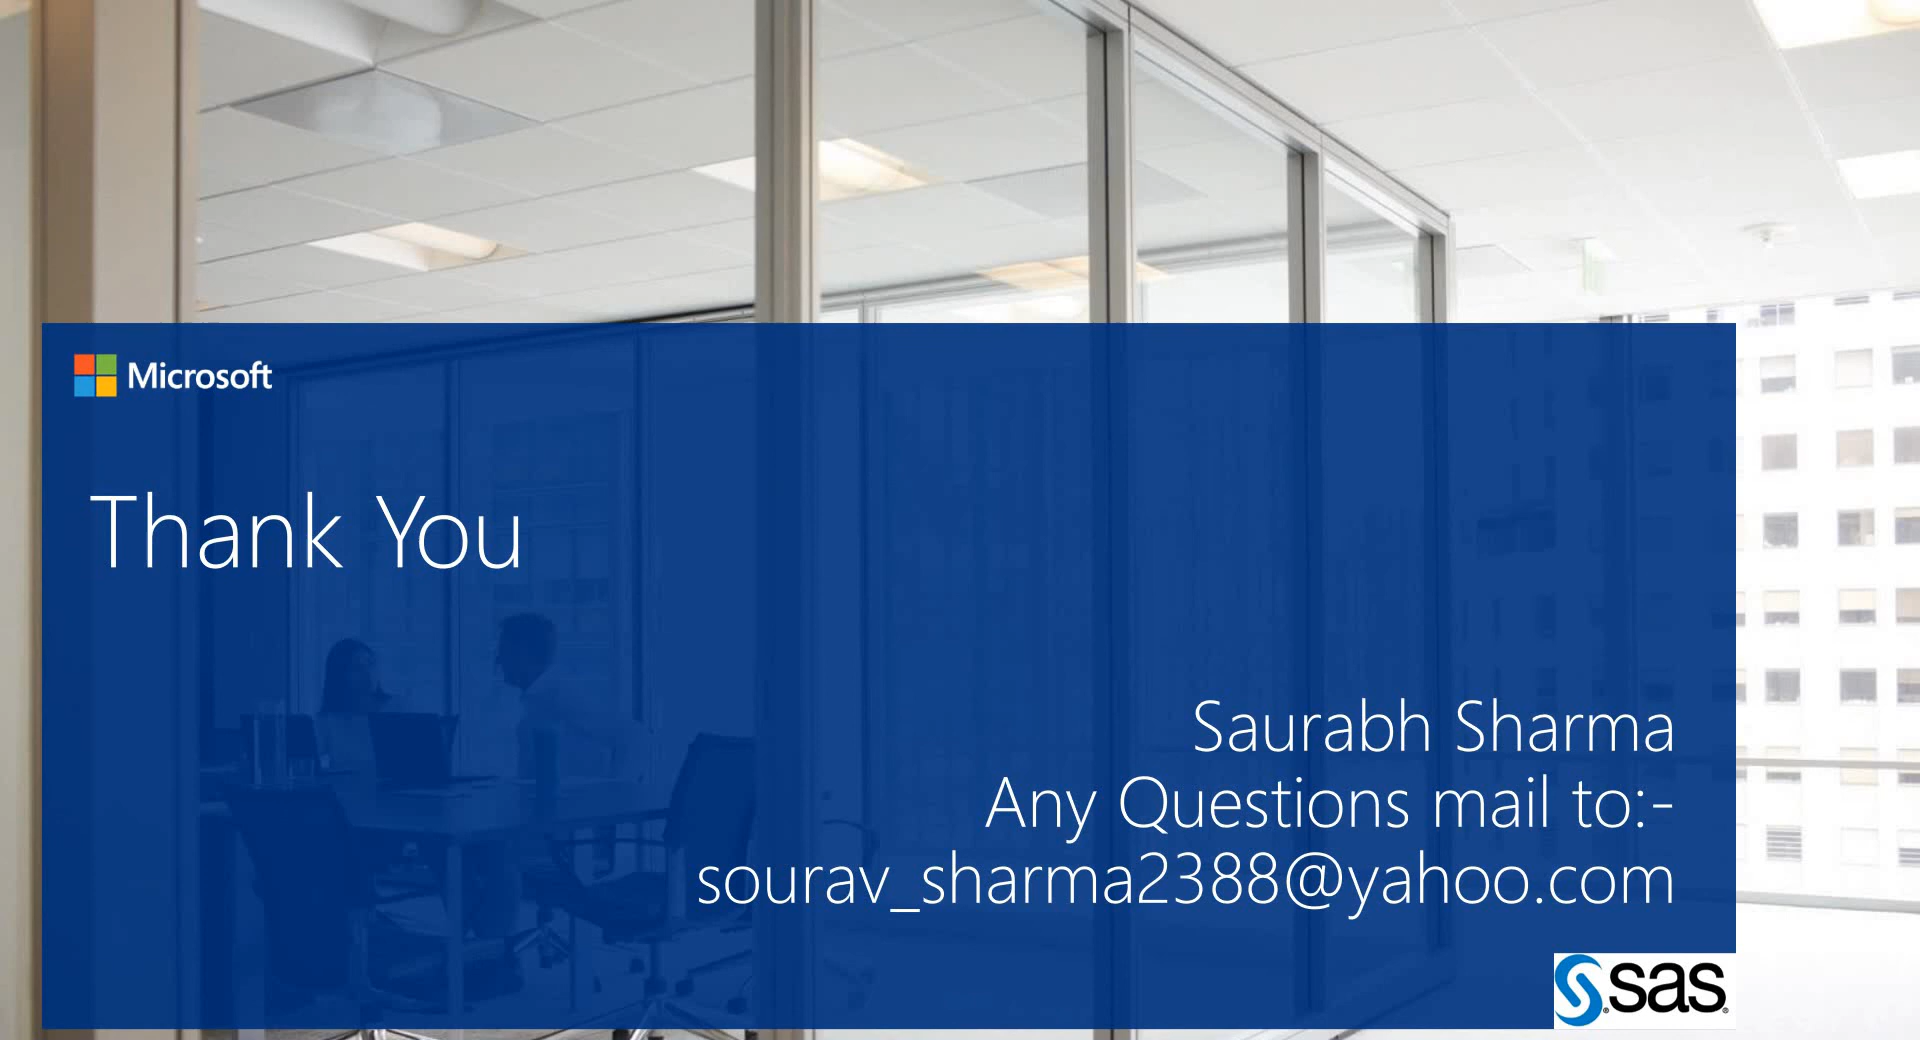 Microsoft
Thank You
Saurabh Sharma
Any Questions mail to:-
sourav_sharma2388@yahoo.com
sas